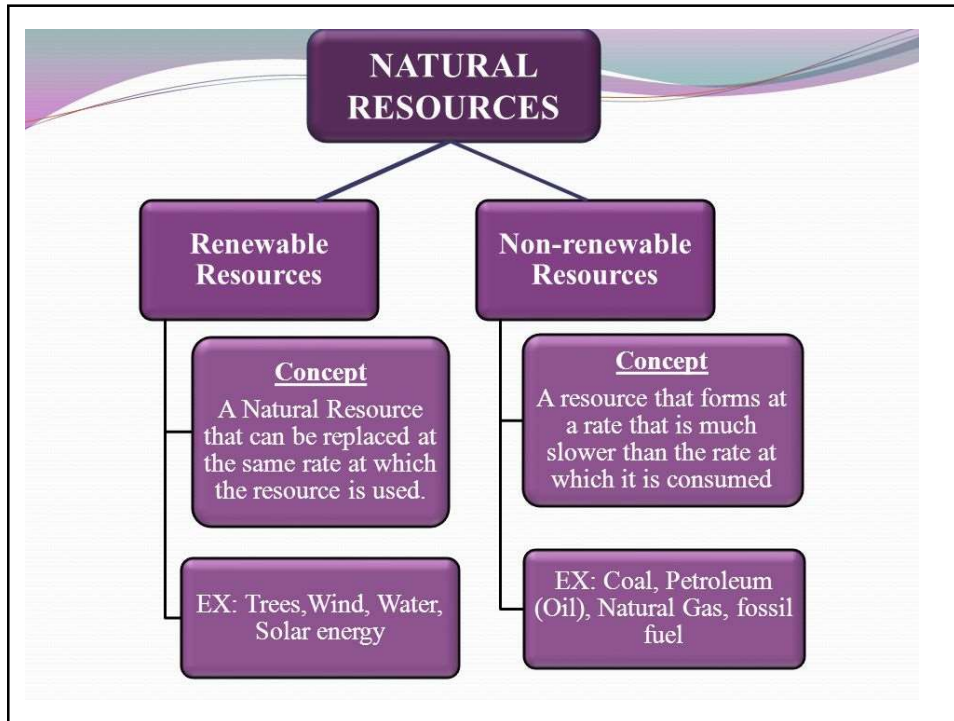 NATURAL
RESOURCES
Renewable
Resources
Concept
A Natural Resource
that can be replaced at
the same rate at which
the resource is used.
EX: Trees,Wind, Water,
Solar energy
Non-renewable
Resources
Concept
A resource that forms at
a rate that is much
slower than the rate at
which it is consumed
EX: Coal, Petroleum
(Oil), Natural Gas, fossil
fuel